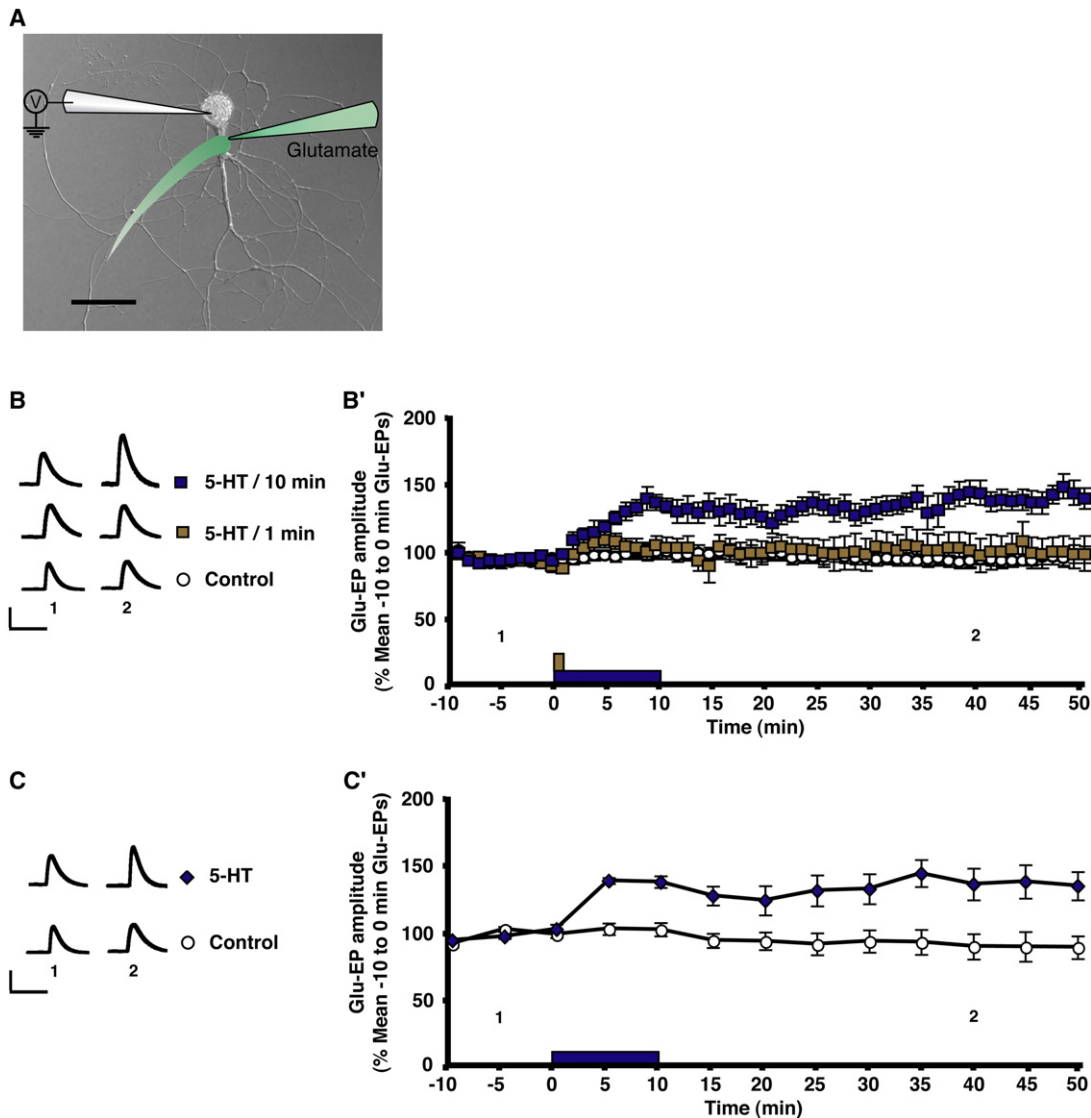 A
V
Glutamate
B
5-HT / 10 min
5-HT / 1 min
Control
1 2
B'
Glu-EP amplitude
(% Mean -10 to 0 min Glu-EPs)
200
150
100
50
0
1 2
-10 -5 0 5 10 15 20 25 30 35 40 45 50
Time (min)
C
5-HT
Control
1 2
C'
Glu-EP amplitude
(% Mean -10 to 0 min Glu-EPs)
200
150
100
50
0
1 2
-10 -5 0 5 10 15 20 25 30 35 40 45 50
Time (min)